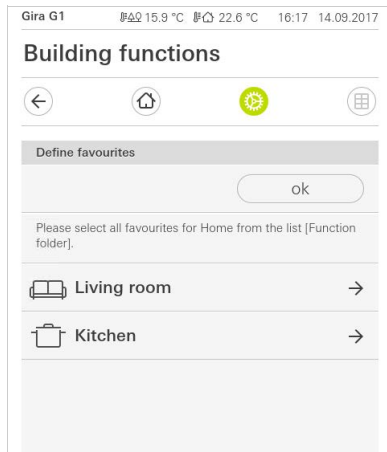 Gira G1 15.9 °C 22.6 °C 16:17 14.09.2017
Building functions
Define favourites
ok
Please select all favourites for Home from the list [Function
folder].
Living room
Kitchen